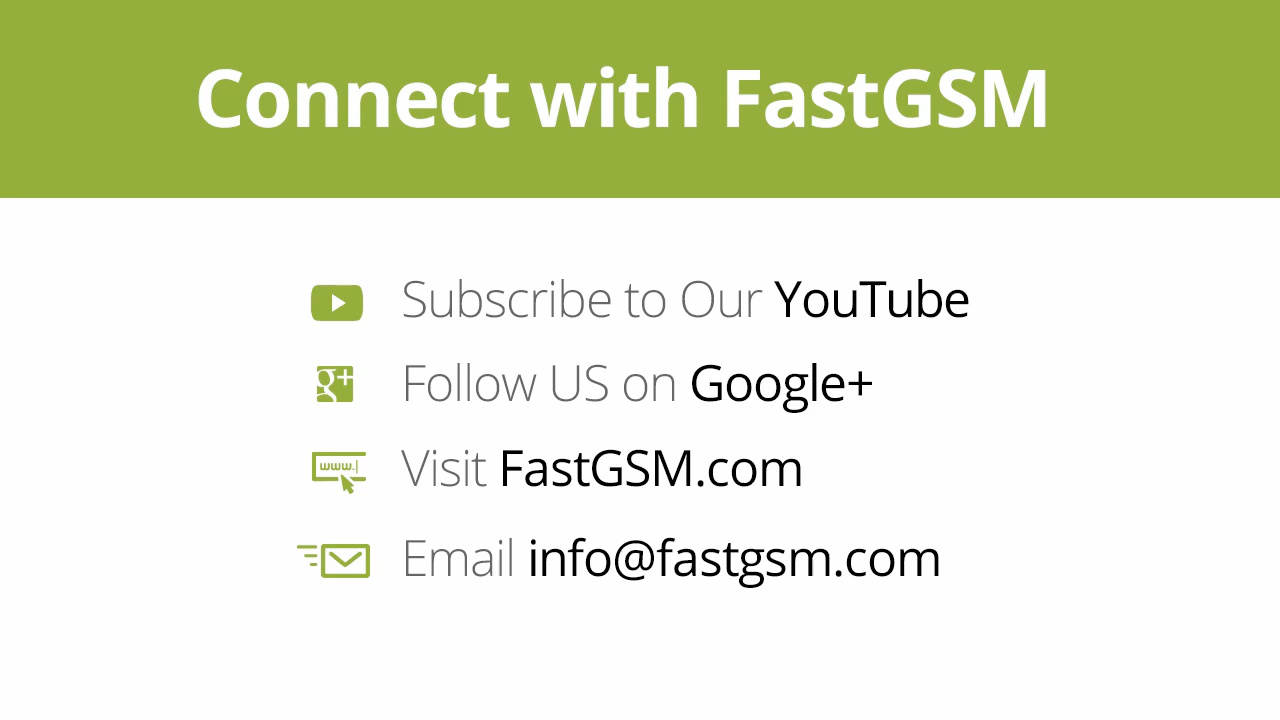 Connect with FastGSM
Subscribe to Our YouTube
g+ Follow US on Google+
www. Visit FastGSM.com
Email info@fastgsm.com